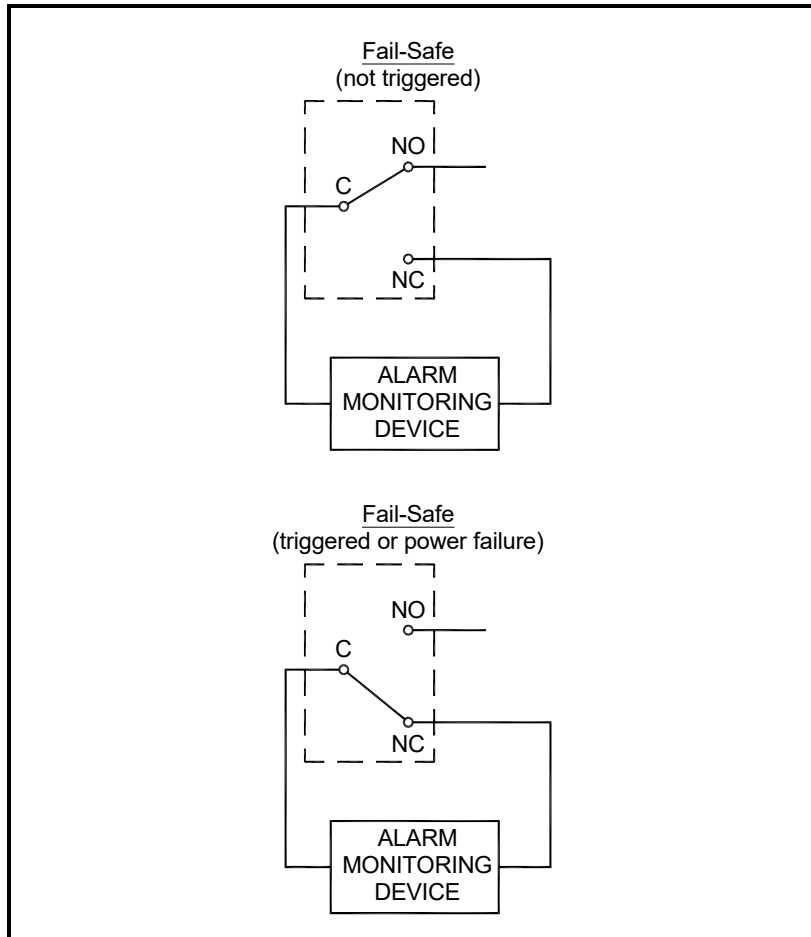 Fail-Safe
(not triggered)
NO
C
NC
ALARM
MONITORING
DEVICE
Fail-Safe
(triggered or power failure)
NO
C
NC
ALARM
MONITORING
DEVICE